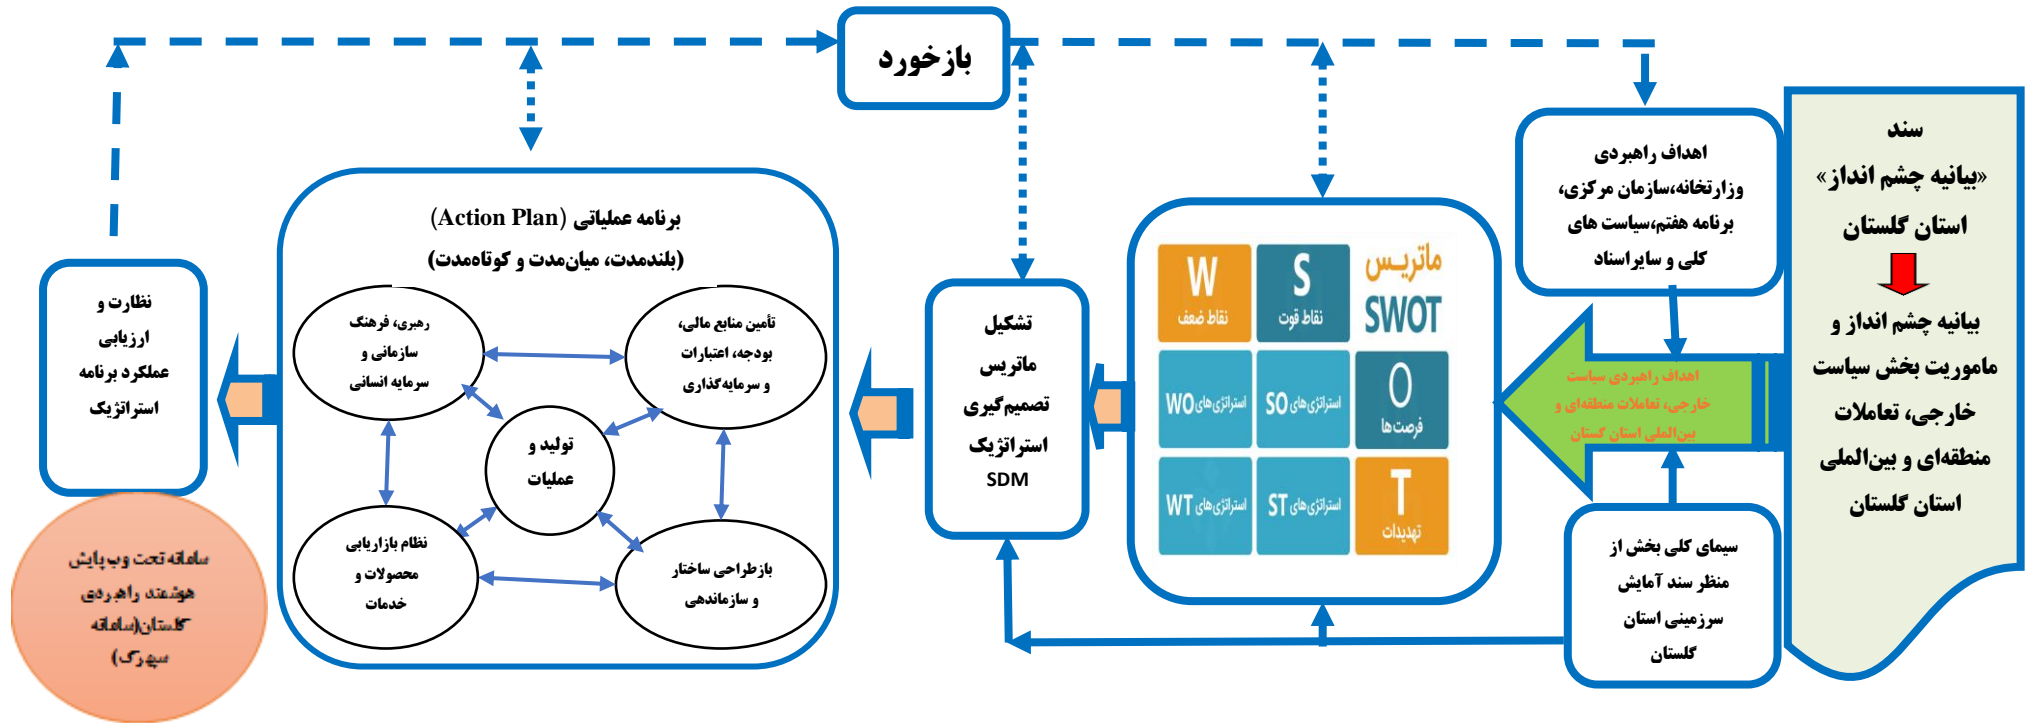 بازخورد
سند
«بیانیه چشم انداز»
استان گلستان
بیانیه چشم انداز و
ماموریت بخش سیاست
خارجی، تعاملات
منطقه‌ای و بین‌المللی
استان گلستان
اهداف راهبردی
وزارتخانه،سازمان مرکزی،
برنامه هفتم،سیاست های
کلی و سایراسناد
اهداف راهبردی سیاست
خارجی، تعاملات منطقه‌ای و
بین‌المللی استان گستان
سیمای کلی بخش از
منظر سند آمایش
سرزمینی استان
گلستان
ماتریس
SWOT
S
نقاط قوت
W
نقاط ضعف
O
فرصت‌ها
استراتژی‌های SO
استراتژی‌های WO
T
تهدیدات
استراتژی‌های ST
استراتژی‌های WT
تشکیل
ماتریس
تصمیم‌گیری
استراتژیک
SDM
برنامه عملیاتی (Action Plan)
(بلندمدت، میان‌مدت و کوتاه‌مدت)
تأمین منابع مالی،
بودجه، اعتبارات
و سرمایه‌گذاری
رهبری، فرهنگ
سازمانی و
سرمایه انسانی
تولید و
عملیات
بازطراحی ساختار
و سازماندهی
نظام بازاریابی
محصولات و
خدمات
نظارت و
ارزیابی
عملکرد برنامه
استراتژیک
سامانه تحت وب پایش
هوشمند راهبردی
گلستان(سامانه
سپهرگ)